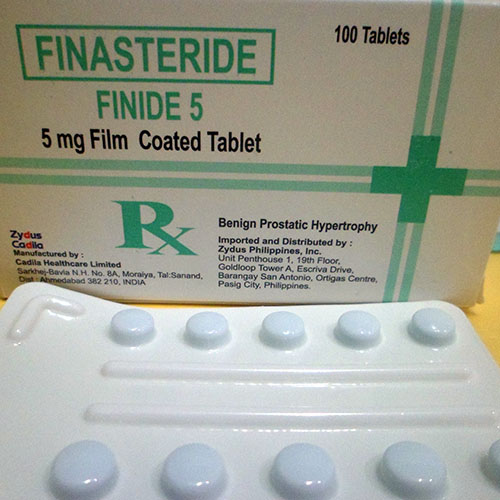 FINASTERIDE
100 Tablets
FINIDE 5
5 mg Film Coated Tablet
Rx
Zydus
Cadila
Manufactured by :
Cadila Healthcare Limited
Sarkhej-Bavla N.H. No. 8A, Moraiya, Tal:Sanand,
Dist : Ahmedabad 382 210, INDIA
Benign Prostatic Hypertrophy
Imported and Distributed by :
Zydus Philippines, Inc.
Unit Penthouse 1, 19th Floor,
Goldloop Tower A, Escriva Drive,
Barangay San Antonio, Ortigas Centre,
Pasig City, Philippines.